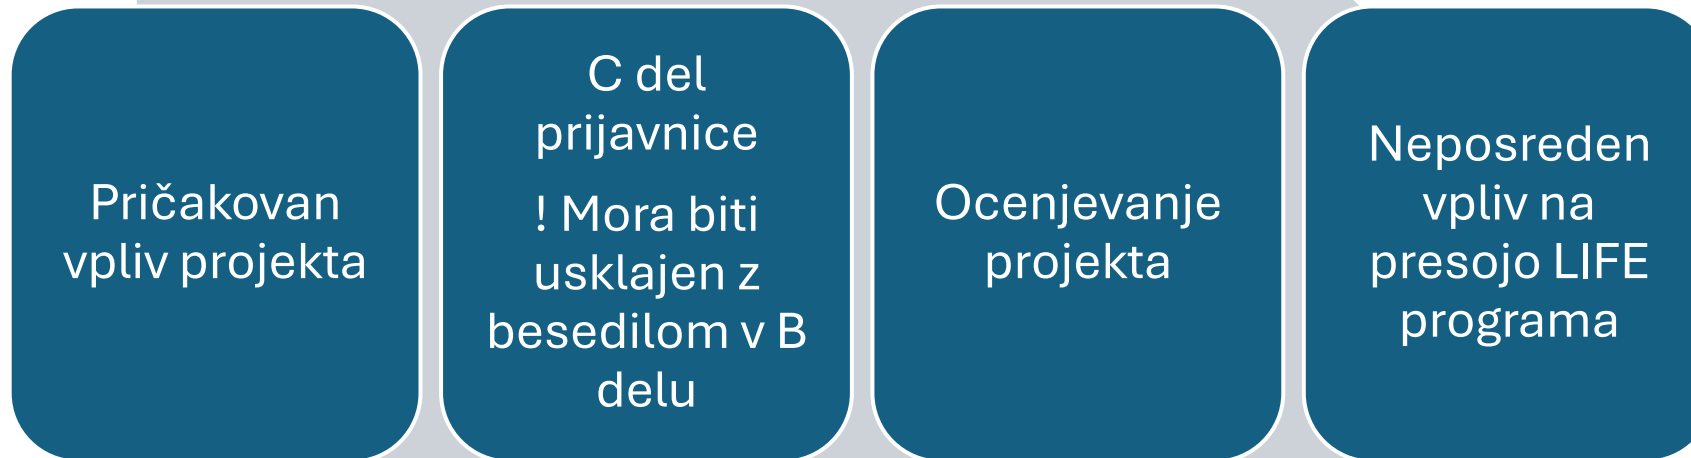 Pričakovan
vpliv projekta
C del
prijavnice
! Mora biti
usklajen z
besedilom v B
delu
Ocenjevanje
projekta
Neposreden
vpliv na
presojo LIFE
programa